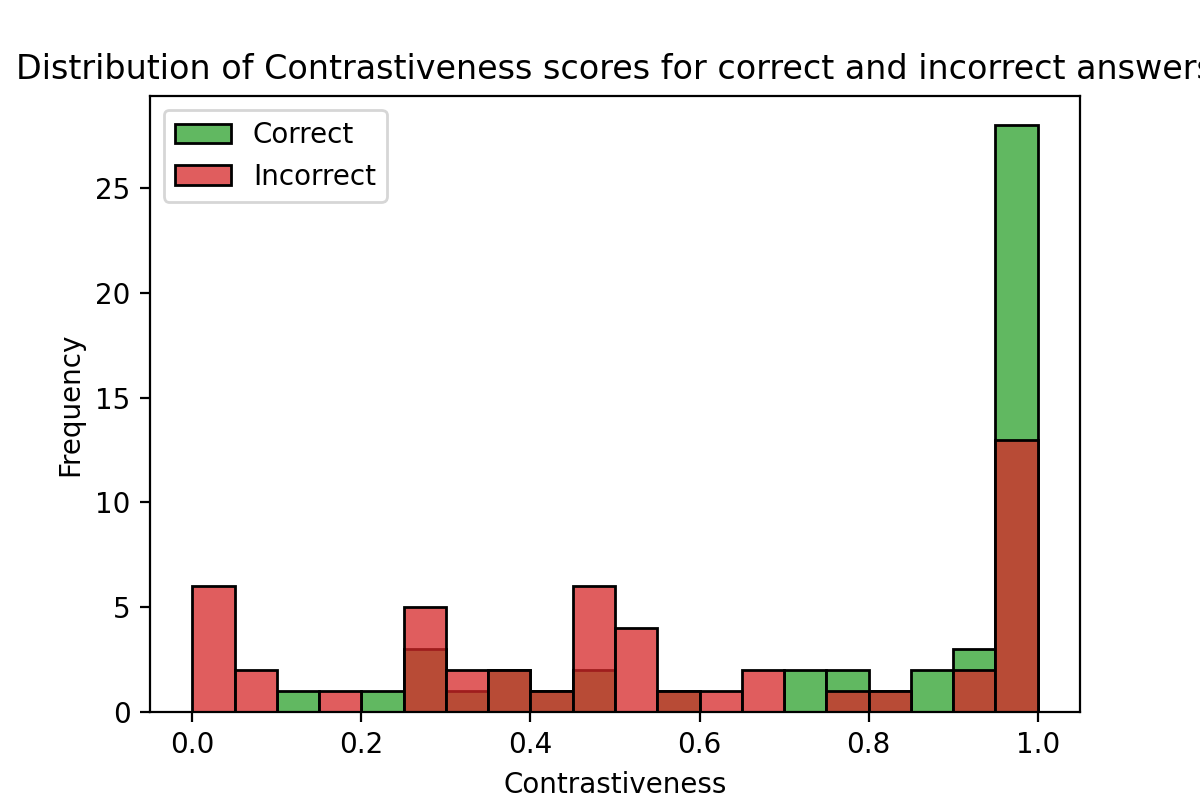 Distribution of Contrastiveness scores for correct and incorrect answers
Correct
Incorrect
25
20
15
10
5
0
Frequency
0.0 0.2 0.4 0.6 0.8 1.0
Contrastiveness